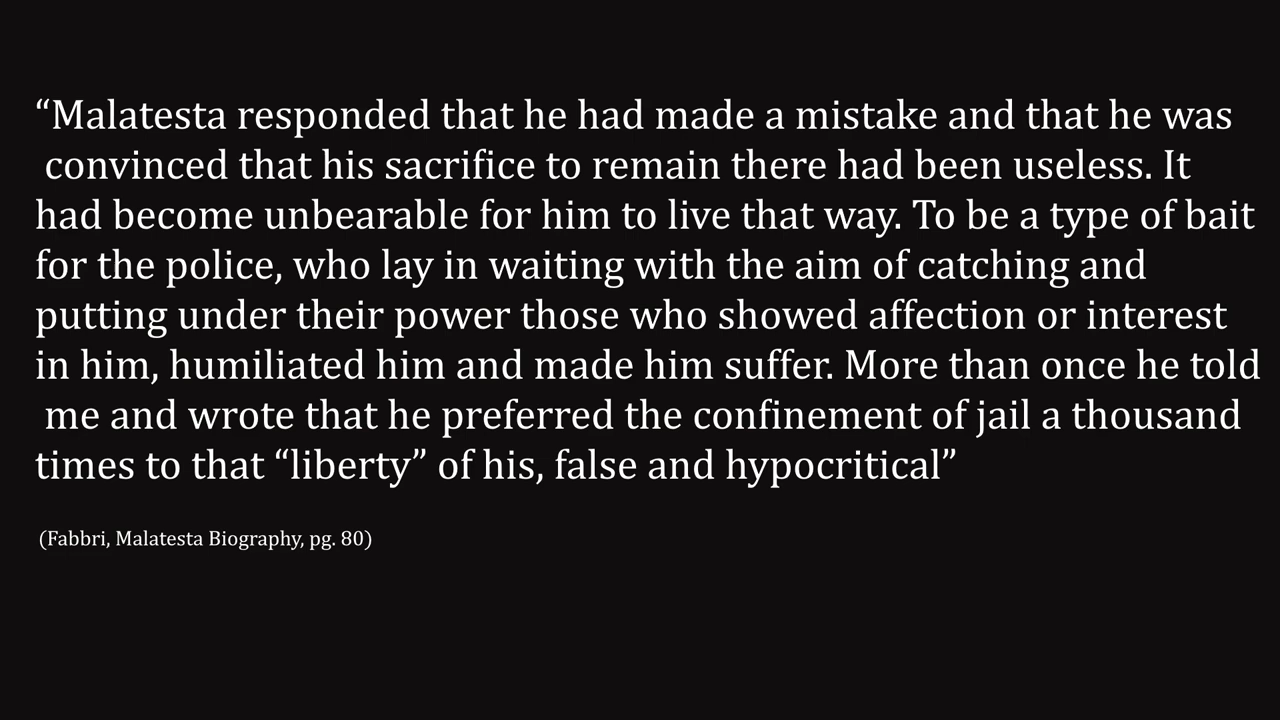 “Malatesta responded that he had made a mistake and that he was
convinced that his sacrifice to remain there had been useless. It
had become unbearable for him to live that way. To be a type of bait
for the police, who lay in waiting with the aim of catching and
putting under their power those who showed affection or interest
in him, humiliated him and made him suffer. More than once he told
me and wrote that he preferred the confinement of jail a thousand
times to that “liberty” of his, false and hypocritical”
(Fabbri, Malatesta Biography, pg. 80)